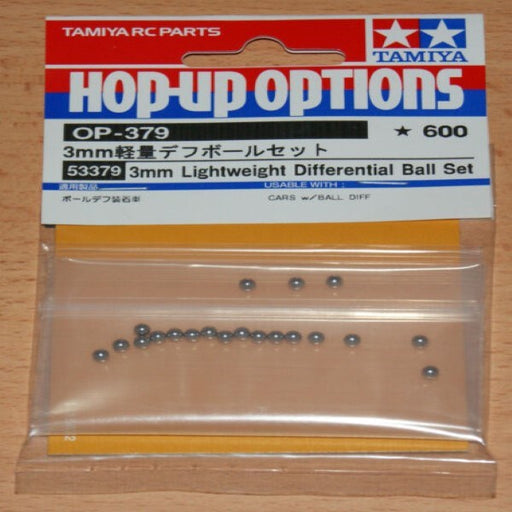 TAMIYA RC PARTS
TAMIYA
HOP-UP OPTIONS
OP-379
★ 600
3mm軽量デフボールセット
53379 3mm Lightweight Differential Ball Set
適用製品
USABLE WITH :
ボールデフ装着車
CARS w/BALL DIFF